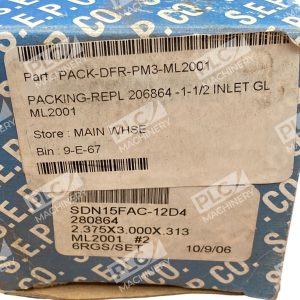 S.E.P.CO.
Part : PACK-DFR-PM3-ML2001
PACKING-REPL 206864 -1-1/2 INLET GL
ML2001
Store : MAIN WHSE
Bin : 9-E-67
SDN15FAC-12D4
280864
2.375X3.000X.313
ML2001 #2
6RGS/SET 10/9/06
PLC MACHINERY